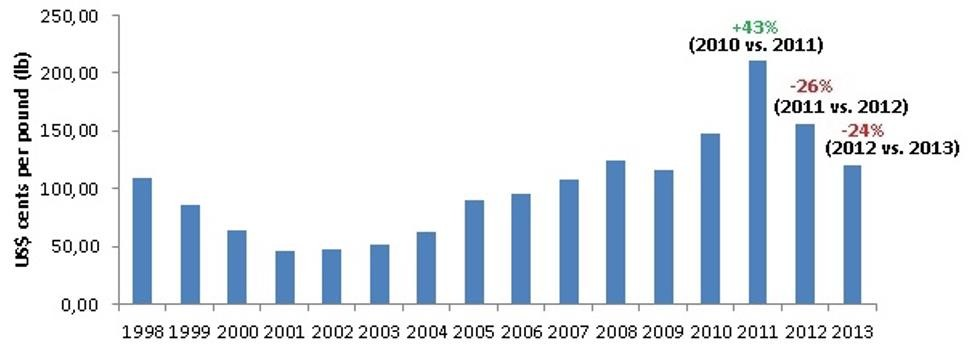 US$ cents per pound (lb)
250,00
200,00
150,00
100,00
50,00
0,00
+43%
(2010 vs. 2011)
-26%
(2011 vs. 2012)
-24%
(2012 vs. 2013)
1998 1999 2000 2001 2002 2003 2004 2005 2006 2007 2008 2009 2010 2011 2012 2013